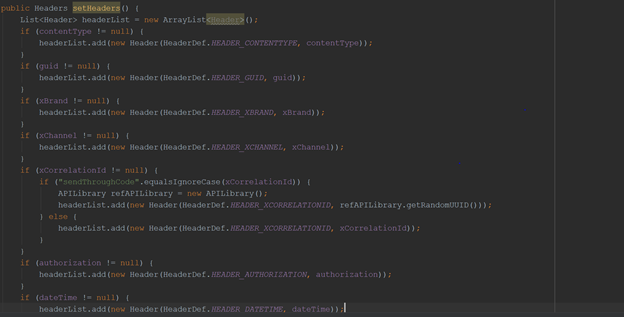 public Headers setHeaders() {
List<Header> headerList = new ArrayList<Header>();
if (contentType != null) {
headerList.add(new Header(HeaderDef.HEADER_CONTENTTYPE, contentType));
}
if (guid != null) {
headerList.add(new Header(HeaderDef.HEADER_GUID, guid));
}
if (xBrand != null) {
headerList.add(new Header(HeaderDef.HEADER_XBRAND, xBrand));
}
if (xChannel != null) {
headerList.add(new Header(HeaderDef.HEADER_XCHANNEL, xChannel));
}
if (xCorrelationId != null) {
if ("sendThroughCode".equalsIgnoreCase(xCorrelationId)) {
APILibrary refAPILibrary = new APILibrary();
headerList.add(new Header(HeaderDef.HEADER_XCORRELATIONID, refAPILibrary.getRandomUUID()));
} else {
headerList.add(new Header(HeaderDef.HEADER_XCORRELATIONID, xCorrelationId));
}
}
if (authorization != null) {
headerList.add(new Header(HeaderDef.HEADER_AUTHORIZATION, authorization));
}
if (dateTime != null) {
headerList.add(new Header(HeaderDef.HEADER_DATETIME, dateTime));